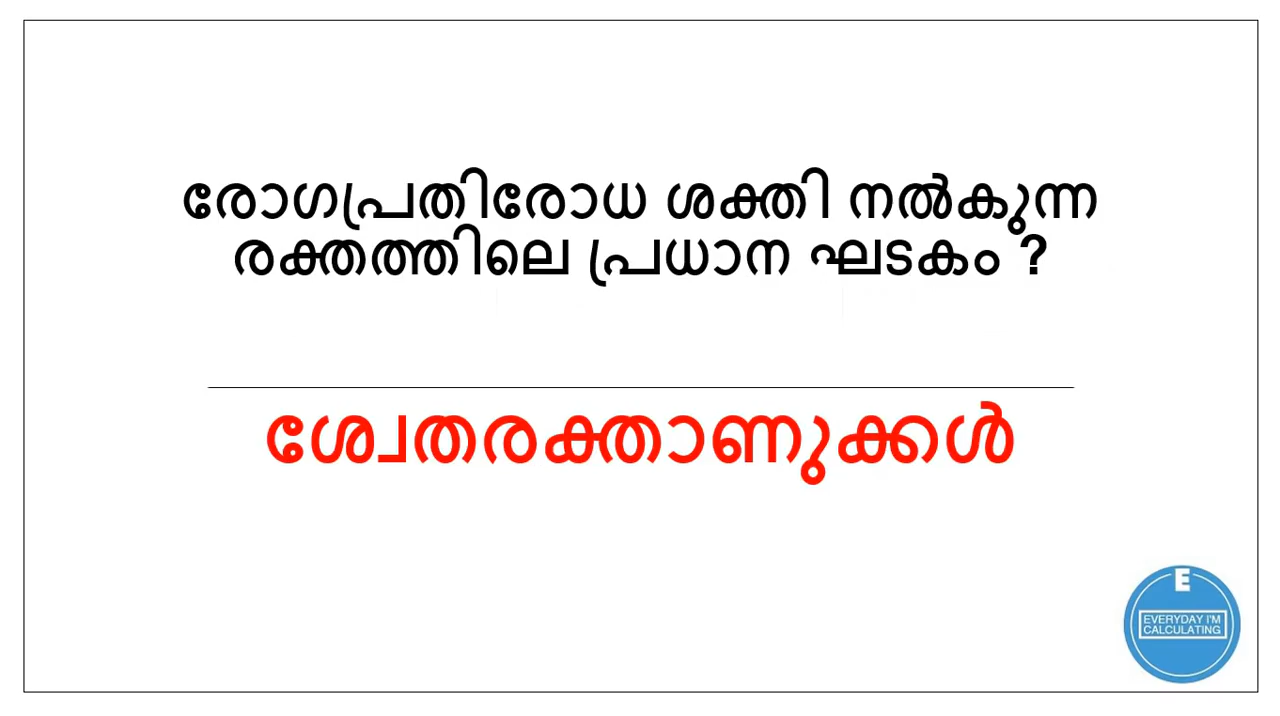 രോഗപ്രതിരോധ ശക്തി നൽകുന്ന
രക്തത്തിലെ പ്രധാന ഘടകം ?
ശ്വേതരക്താണുക്കൾ
E
EVERYDAY I'M
CALCULATING